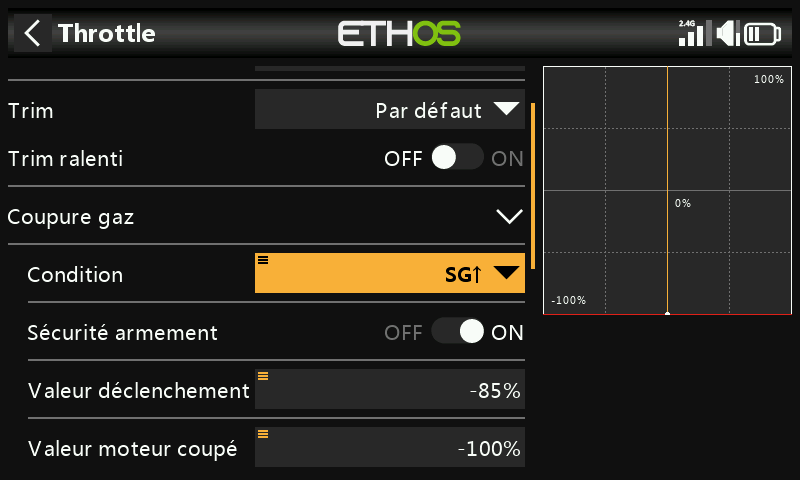 Throttle
ETHOS
2.4G
Trim
Par défaut
Trim ralenti
OFF ON
Coupure gaz
Condition
SG↑
Sécurité armement
OFF ON
Valeur déclenchement
-85%
Valeur moteur coupé
-100%
100%
0%
-100%